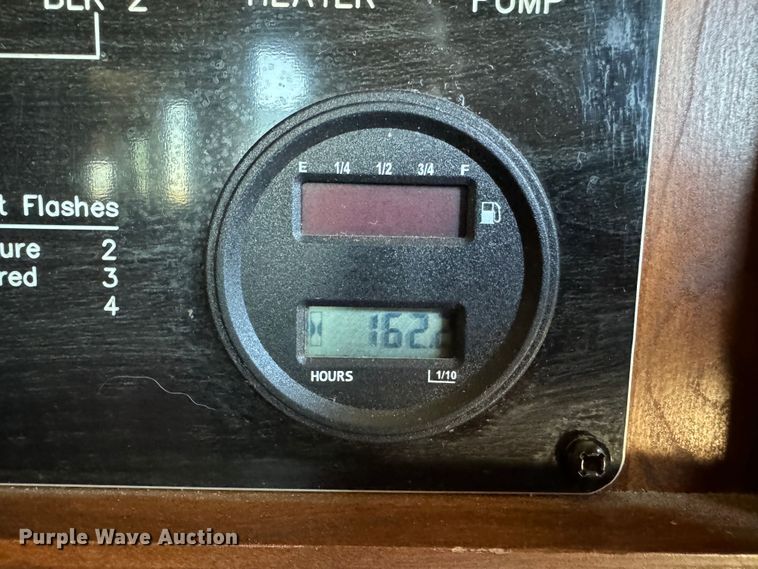 BLK 2 HEATER PUMP
E 1/4 1/2 3/4 F
t Flashes
ure 2
red 3
4
162.
HOURS 1/10
Purple Wave Auction